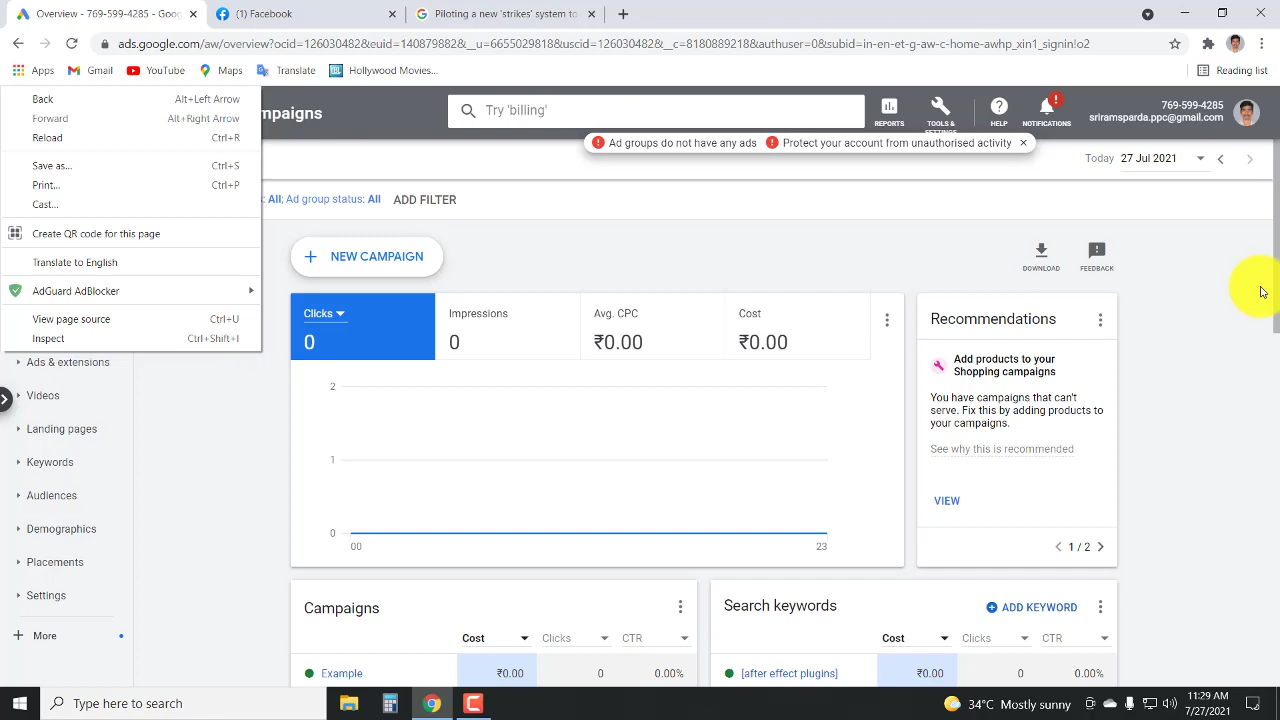 Overview - 769-599-4285 - Goog
(1) Facebook
Piloting a new 'strikes' system to
ads.google.com/aw/overview?ocid=126030482&euid=140879882&__u=6655029818&uscid=126030482&__c=8180889218&authuser=0&subid=in-en-et-g-aw-c-home-awhp_xin1_signin!o2
Apps
Gmail
YouTube
Maps
Translate
Hollywood Movies...
Reading list
Back Alt+Left Arrow
Forward Alt+Right Arrow
Reload Ctrl+R
Save as... Ctrl+S
Print... Ctrl+P
Cast...
Create QR code for this page
Translate to English
AdGuard AdBlocker
View page source Ctrl+U
Inspect Ctrl+Shift+I
mpaigns
Try 'billing'
REPORTS
TOOLS &
SETTINGS
HELP
NOTIFICATIONS
769-599-4285
sriramsparda.ppc@gmail.com
Ad groups do not have any ads
Protect your account from unauthorised activity
Today 27 Jul 2021
: All; Ad group status: All
ADD FILTER
NEW CAMPAIGN
DOWNLOAD
FEEDBACK
Ads & extensions
Videos
Landing pages
Keywords
Audiences
Demographics
Placements
Settings
More
Clicks
0
Impressions
0
Avg. CPC
₹0.00
Cost
₹0.00
2
1
0
00
23
Recommendations
Add products to your
Shopping campaigns
You have campaigns that can't
serve. Fix this by adding products to
your campaigns.
See why this is recommended
VIEW
1 / 2
Campaigns
Cost Clicks CTR
Example ₹0.00 0 0.00%
Search keywords
ADD KEYWORD
Cost Clicks CTR
[after effect plugins] ₹0.00 0 0.00%
Type here to search
34°C Mostly sunny
11:29 AM
7/27/2021